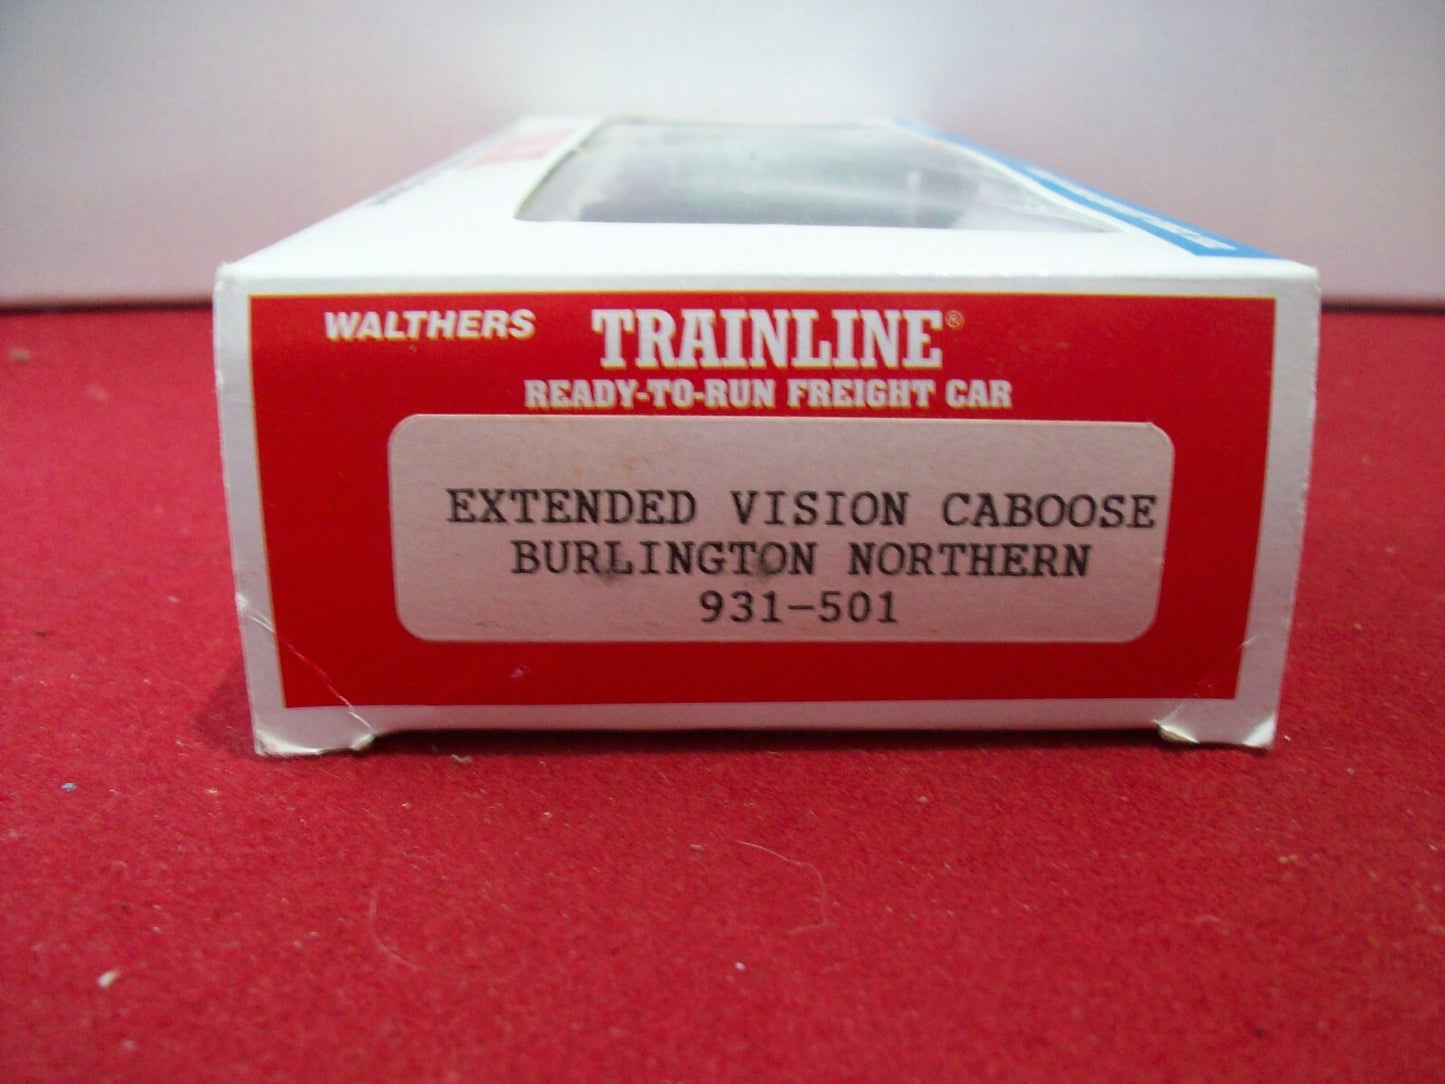 WALTHERS TRAINLINE®
READY-TO-RUN FREIGHT CAR
EXTENDED VISION CABOOSE
BURLINGTON NORTHERN
931-501